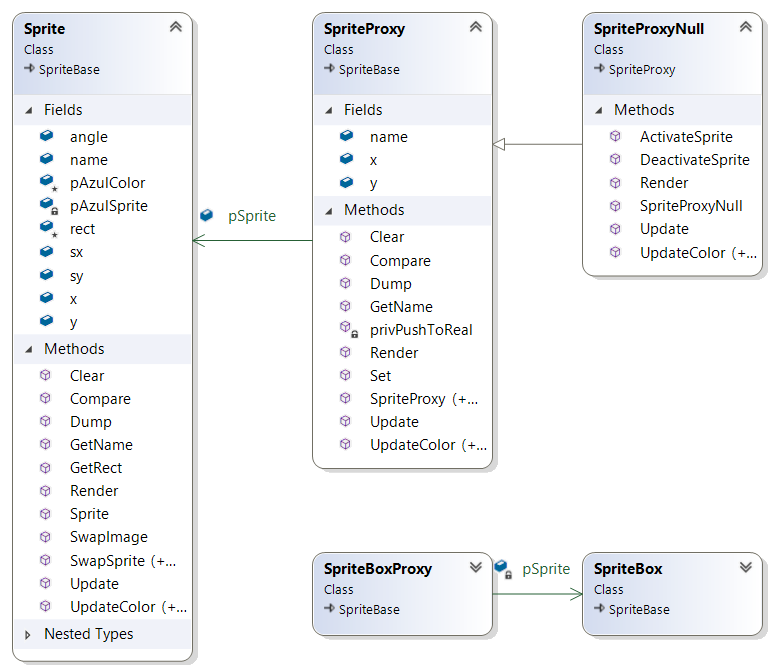 Sprite
Class
SpriteBase
Fields
angle
name
pAzulColor
pAzulSprite
rect
sx
sy
x
y
Methods
Clear
Compare
Dump
GetName
GetRect
Render
Sprite
SwapImage
SwapSprite (+...
Update
UpdateColor (+...
Nested Types
pSprite
SpriteProxy
Class
SpriteBase
Fields
name
x
y
Methods
Clear
Compare
Dump
GetName
privPushToReal
Render
Set
SpriteProxy (+...
Update
UpdateColor (+...
SpriteProxyNull
Class
SpriteProxy
Methods
ActivateSprite
DeactivateSprite
Render
SpriteProxyNull
Update
UpdateColor (+...
SpriteBoxProxy
Class
SpriteBase
pSprite
SpriteBox
Class
SpriteBase